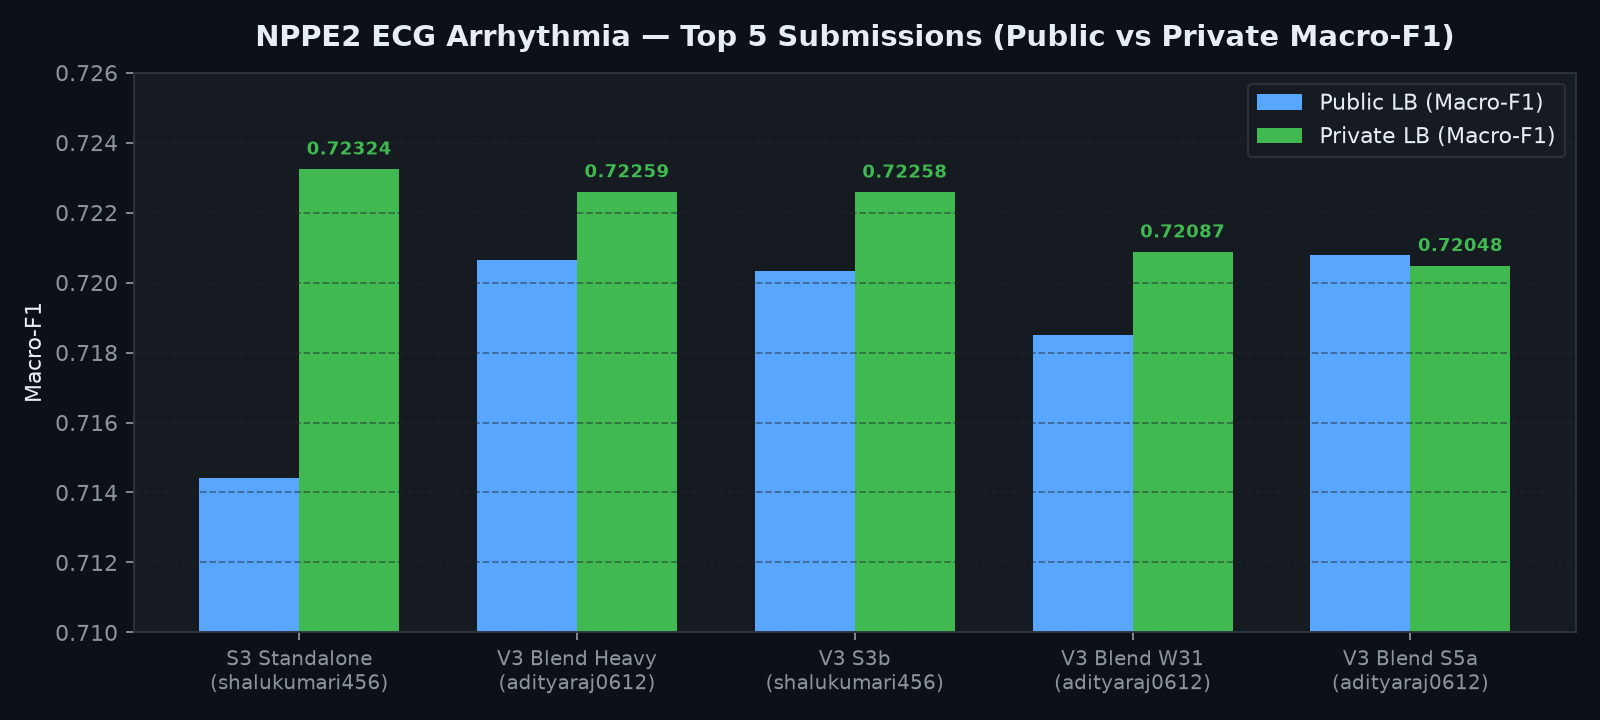 NPPE2 ECG Arrhythmia — Top 5 Submissions (Public vs Private Macro-F1)
Public LB (Macro-F1)
Private LB (Macro-F1)
Macro-F1
0.726
0.724
0.722
0.720
0.718
0.716
0.714
0.712
0.710
0.72324
0.72259
0.72258
0.72087
0.72048
S3 Standalone
(shalukumari456)
V3 Blend Heavy
(adityaraj0612)
V3 S3b
(shalukumari456)
V3 Blend W31
(adityaraj0612)
V3 Blend S5a
(adityaraj0612)